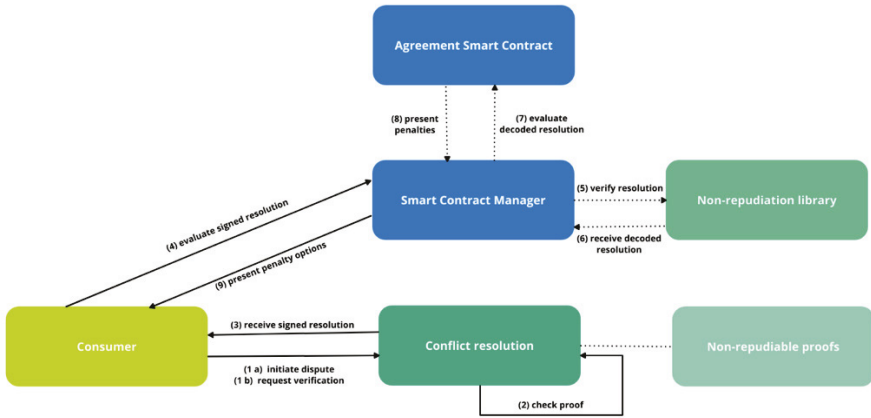 Agreement Smart Contract
(8) present
penalties
(7) evaluate
decoded resolution
(4) evaluate signed resolution
Smart Contract Manager
(5) verify resolution
Non-repudiation library
(6) receive decoded
resolution
(9) present penalty options
Consumer
(3) receive signed resolution
Conflict resolution
Non-repudiable proofs
(1 a) initiate dispute
(1 b) request verification
(2) check proof